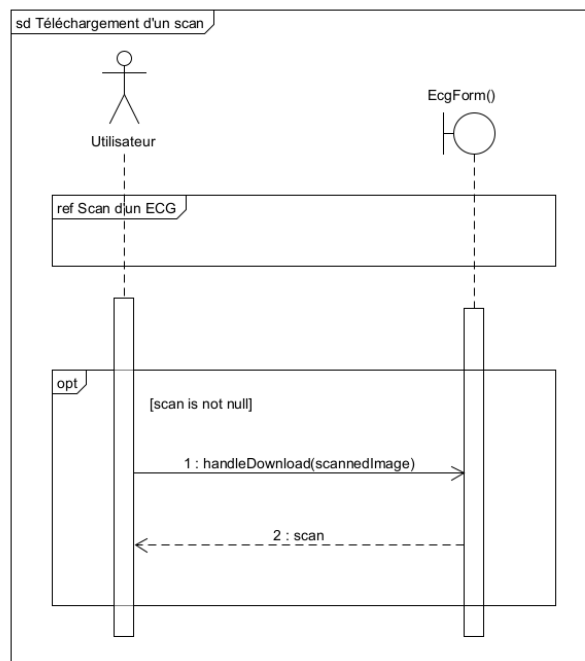 sd Téléchargement d'un scan
EcgForm()
Utilisateur
ref Scan d'un ECG
opt
[scan is not null]
1 : handleDownload(scannedImage)
2 : scan